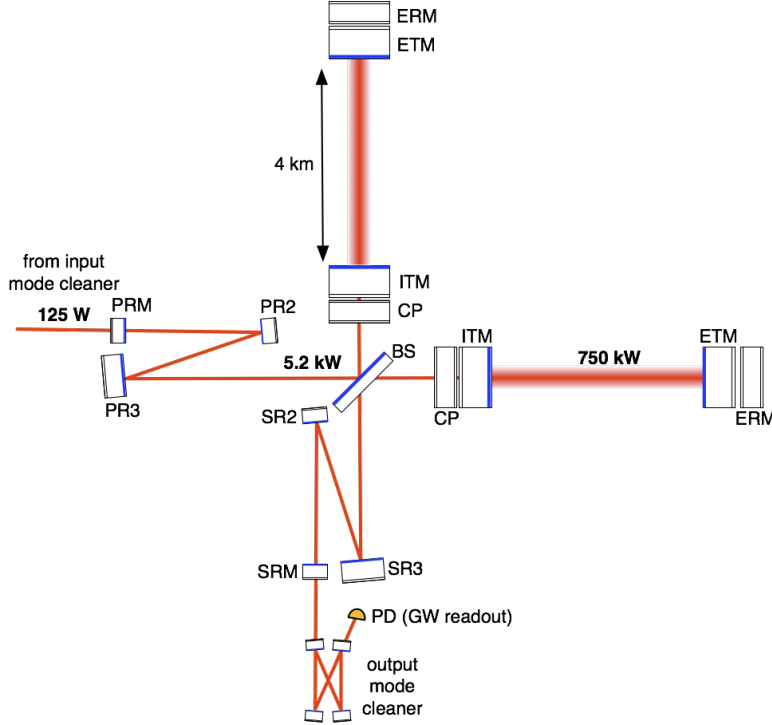 ERM
ETM
4 km
ITM
CP
from input
mode cleaner
125 W
PRM
PR2
PR3
5.2 kW
BS
ITM
CP
750 kW
ETM
ERM
SR2
SRM
SR3
PD (GW readout)
output
mode
cleaner